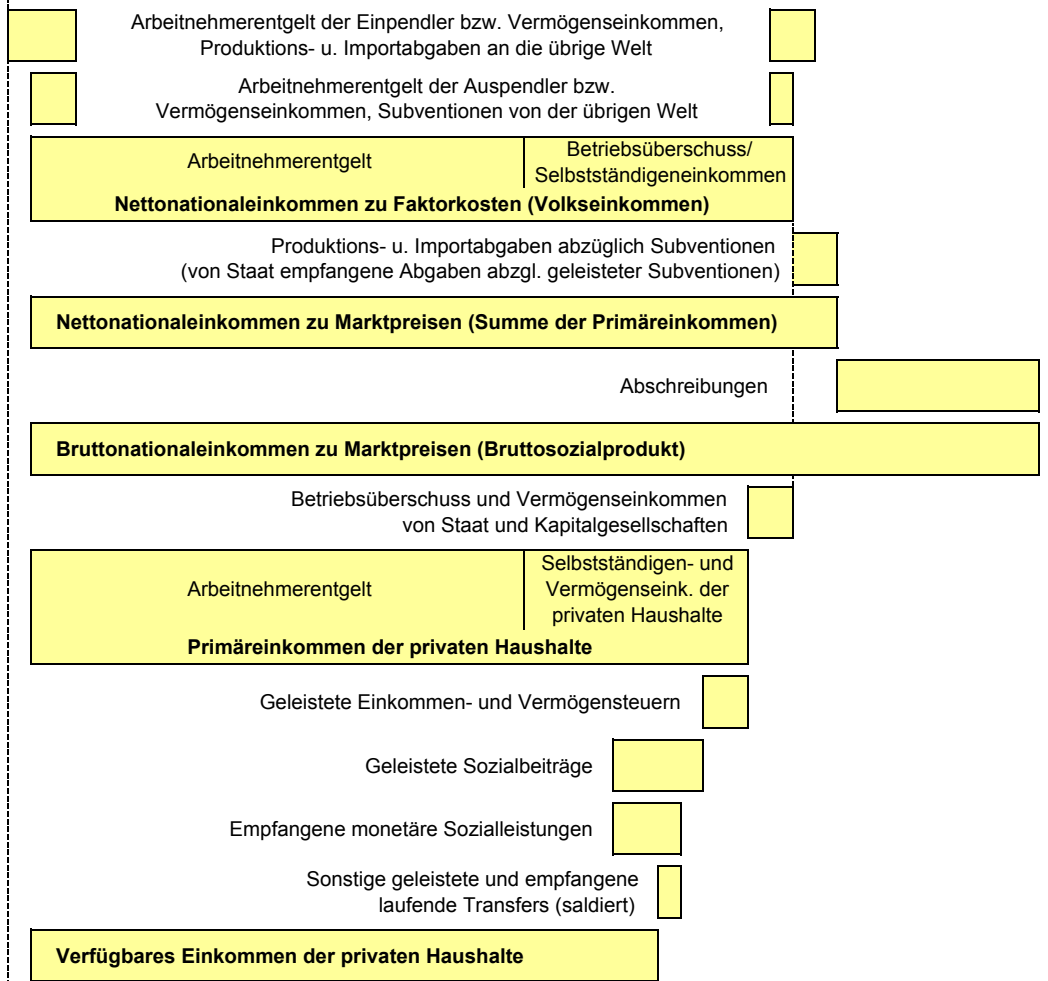 Arbeitnehmerentgelt der Einpendler bzw. Vermögenseinkommen,
Produktions- u. Importabgaben an die übrige Welt
Arbeitnehmerentgelt der Auspendler bzw.
Vermögenseinkommen, Subventionen von der übrigen Welt
Arbeitnehmerentgelt
Betriebsüberschuss/
Selbstständigeneinkommen
Nettonationaleinkommen zu Faktorkosten (Volkseinkommen)
Produktions- u. Importabgaben abzüglich Subventionen
(von Staat empfangene Abgaben abzgl. geleisteter Subventionen)
Nettonationaleinkommen zu Marktpreisen (Summe der Primäreinkommen)
Abschreibungen
Bruttonationaleinkommen zu Marktpreisen (Bruttosozialprodukt)
Betriebsüberschuss und Vermögenseinkommen
von Staat und Kapitalgesellschaften
Arbeitnehmerentgelt
Selbstständigen- und
Vermögenseink. der
privaten Haushalte
Primäreinkommen der privaten Haushalte
Geleistete Einkommen- und Vermögensteuern
Geleistete Sozialbeiträge
Empfangene monetäre Sozialleistungen
Sonstige geleistete und empfangene
laufende Transfers (saldiert)
Verfügbares Einkommen der privaten Haushalte